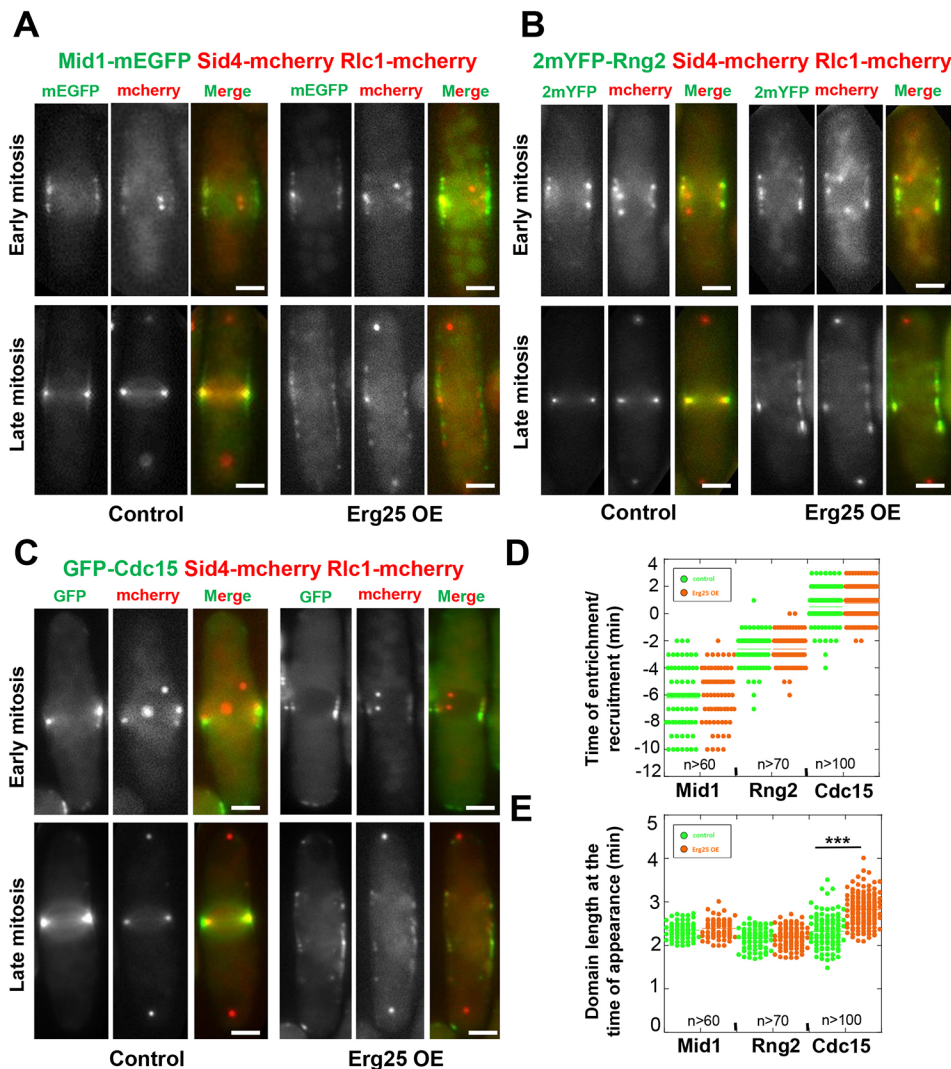 A
Mid1-mEGFP Sid4-mcherry Rlc1-mcherry
mEGFP mcherry Merge mEGFP mcherry Merge
Early mitosis
Late mitosis
Control Erg25 OE
B
2mYFP-Rng2 Sid4-mcherry Rlc1-mcherry
2mYFP mcherry Merge 2mYFP mcherry Merge
Early mitosis
Late mitosis
Control Erg25 OE
C
GFP-Cdc15 Sid4-mcherry Rlc1-mcherry
GFP mcherry Merge GFP mcherry Merge
Early mitosis
Late mitosis
Control Erg25 OE
D
Time of entrichment/
recruitment (min)
4
2
0
-2
-4
-6
-8
-10
-12
control
Erg25 OE
n>60 n>70 n>100
Mid1 Rng2 Cdc15
E
Domain length at the
time of appearance (min)
5
4
3
2
1
0
control
Erg25 OE
***
n>60 n>70 n>100
Mid1 Rng2 Cdc15